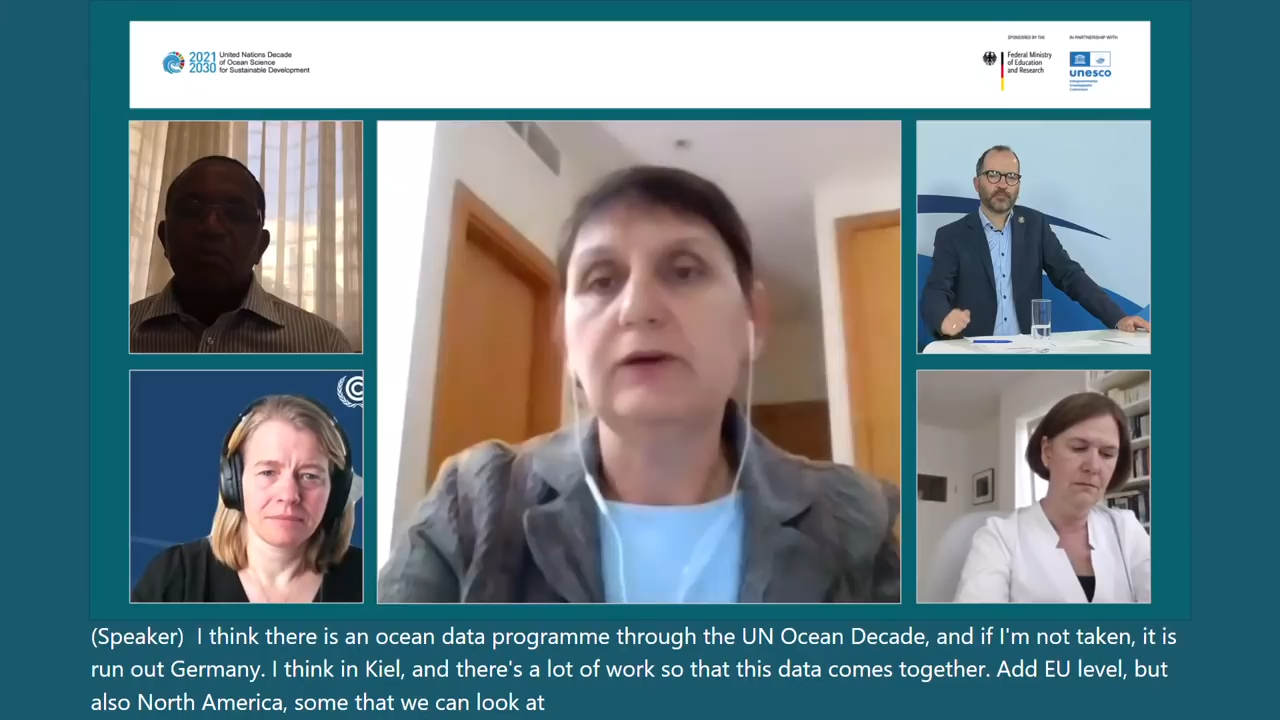 2021
2030
United Nations Decade
of Ocean Science
for Sustainable Development
SPONSORED BY THE
Federal Ministry
of Education
and Research
IN PARTNERSHIP WITH
unesco
Intergovernmental
Oceanographic
Commission
(Speaker)  I think there is an ocean data programme through the UN Ocean Decade, and if I'm not taken, it is
run out Germany. I think in Kiel, and there's a lot of work so that this data comes together. Add EU level, but
also North America, some that we can look at